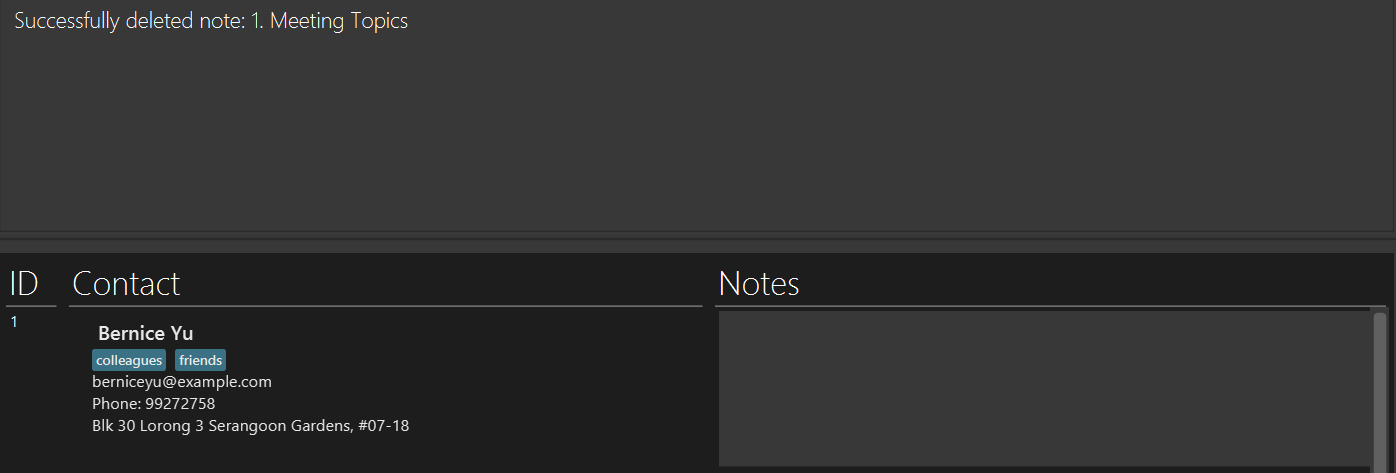 Successfully deleted note: 1. Meeting Topics
ID Contact Notes
1
Bernice Yu
colleagues friends
berniceyu@example.com
Phone: 99272758
Blk 30 Lorong 3 Serangoon Gardens, #07-18